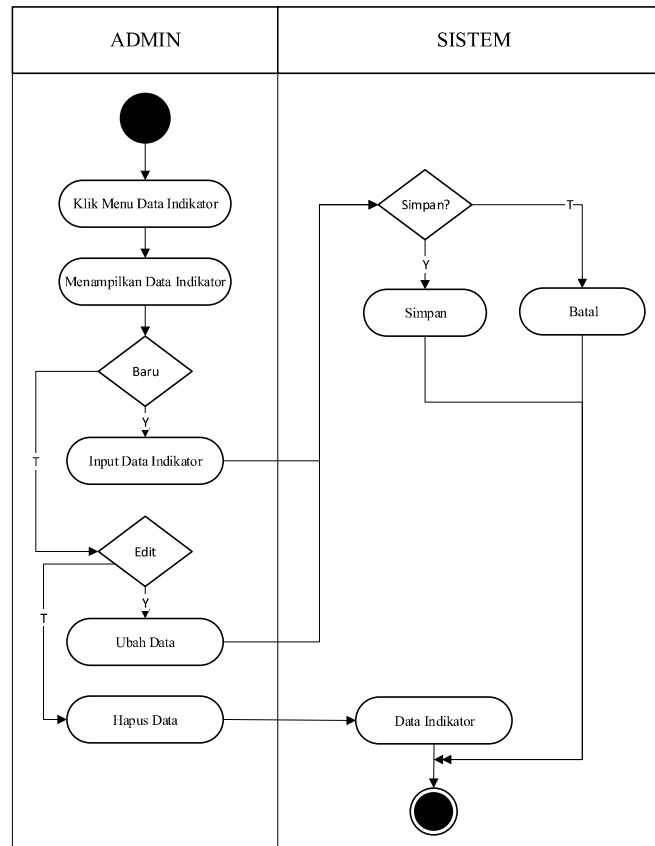 ADMIN
SISTEM
Klik Menu Data Indikator
Menampilkan Data Indikator
Baru
Y
T
Input Data Indikator
Edit
Y
T
Ubah Data
Hapus Data
Simpan?
T
Y
Simpan
Batal
Data Indikator